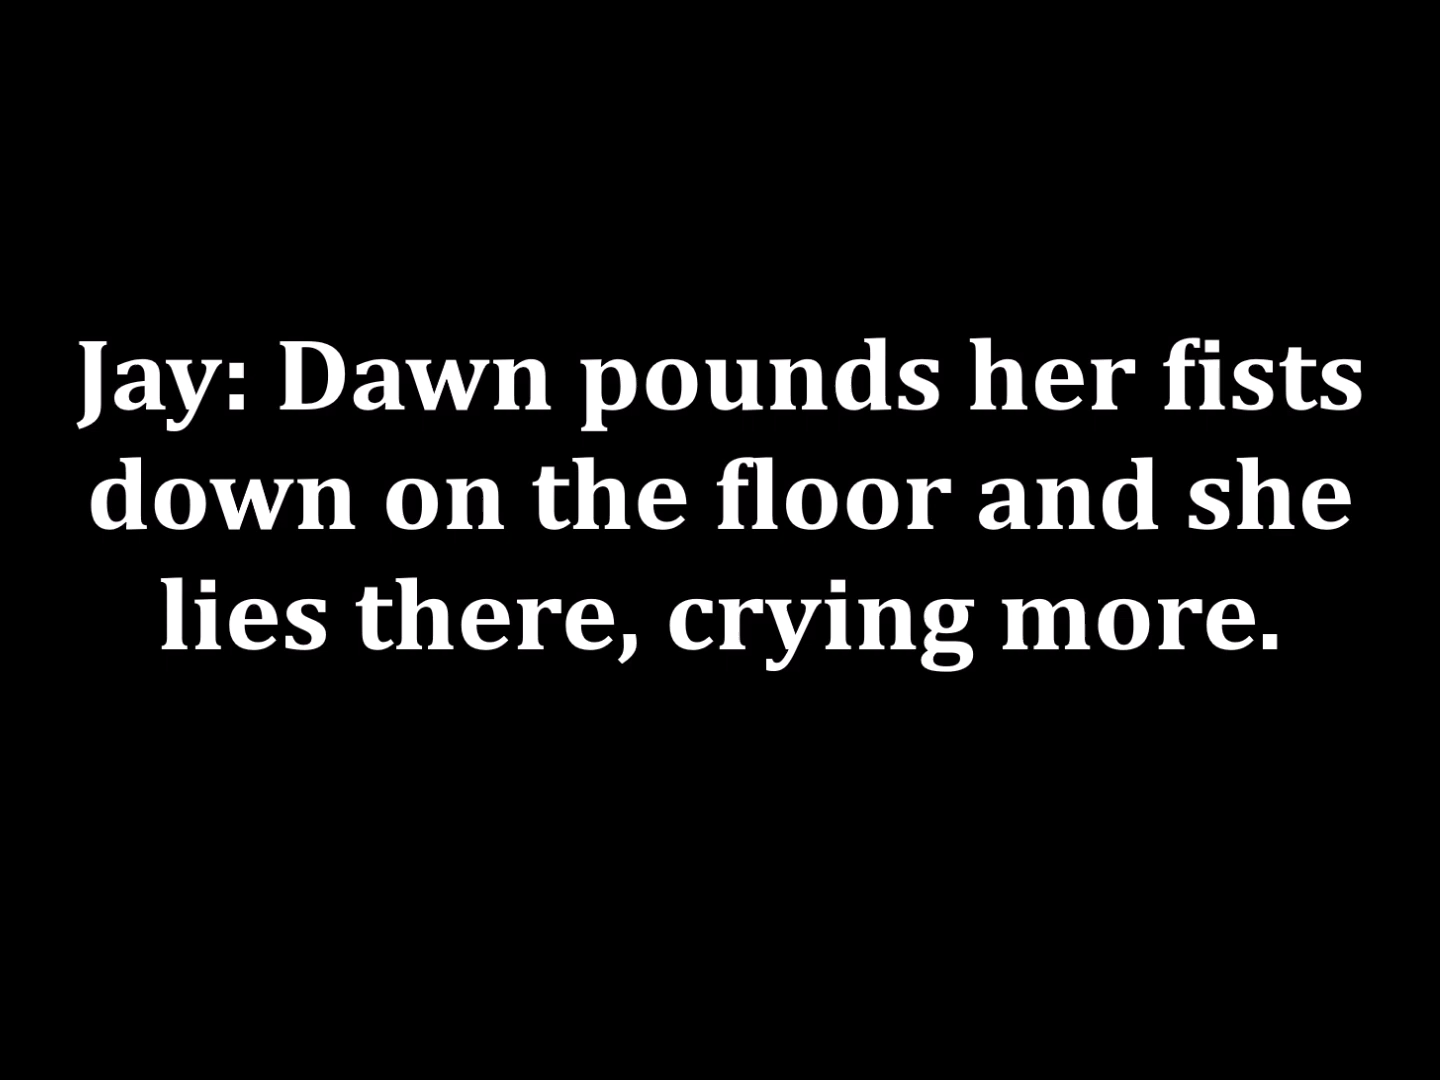 Jay: Dawn pounds her fists
down on the floor and she
lies there, crying more.